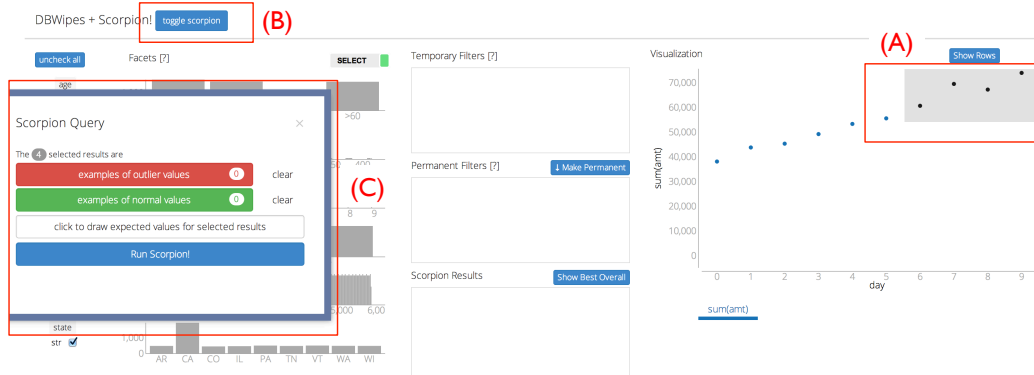 DBWipes + Scorpion! toggle scorpion (B)
uncheck all Facets [?] SELECT
Temporary Filters [?]
Visualization Show Rows (A)
age
>60
Scorpion Query ×
The 4 selected results are
examples of outlier values 0 clear
examples of normal values 0 clear
click to draw expected values for selected results
Run Scorpion!
(C)
400
8 9
5,000 6,00
state
str
1,000
0
AR CA CO IL PA TN VT WA WI
Permanent Filters [?] ↓ Make Permanent
Scorpion Results Show Best Overall
70,000
60,000
50,000
40,000
30,000
20,000
10,000
0
sum(amt)
0 1 2 3 4 5 6 7 8 9
day
sum(amt)